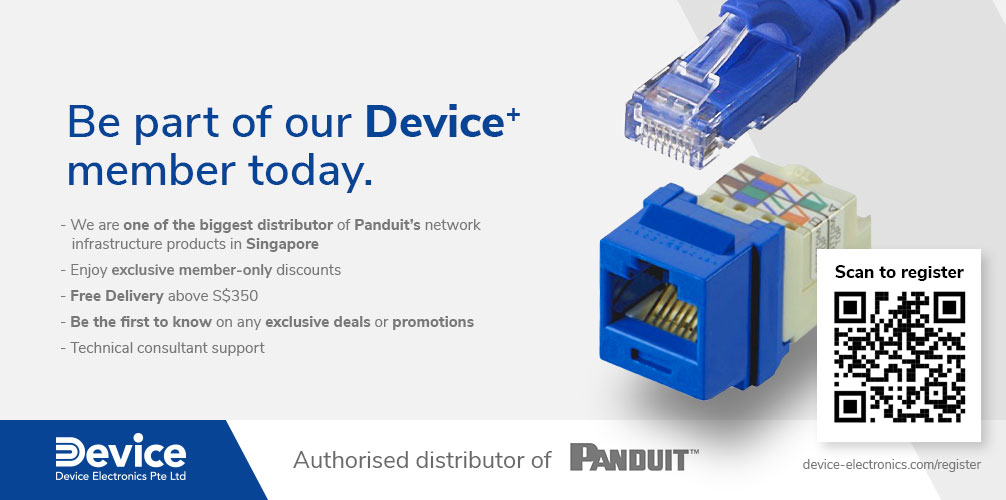 Be part of our Device+
member today.
- We are one of the biggest distributor of Panduit's network
infrastructure products in Singapore
- Enjoy exclusive member-only discounts
- Free Delivery above S$350
- Be the first to know on any exclusive deals or promotions
- Technical consultant support
Scan to register
Device
Device Electronics Pte Ltd
Authorised distributor of PANDUIT™
device-electronics.com/register